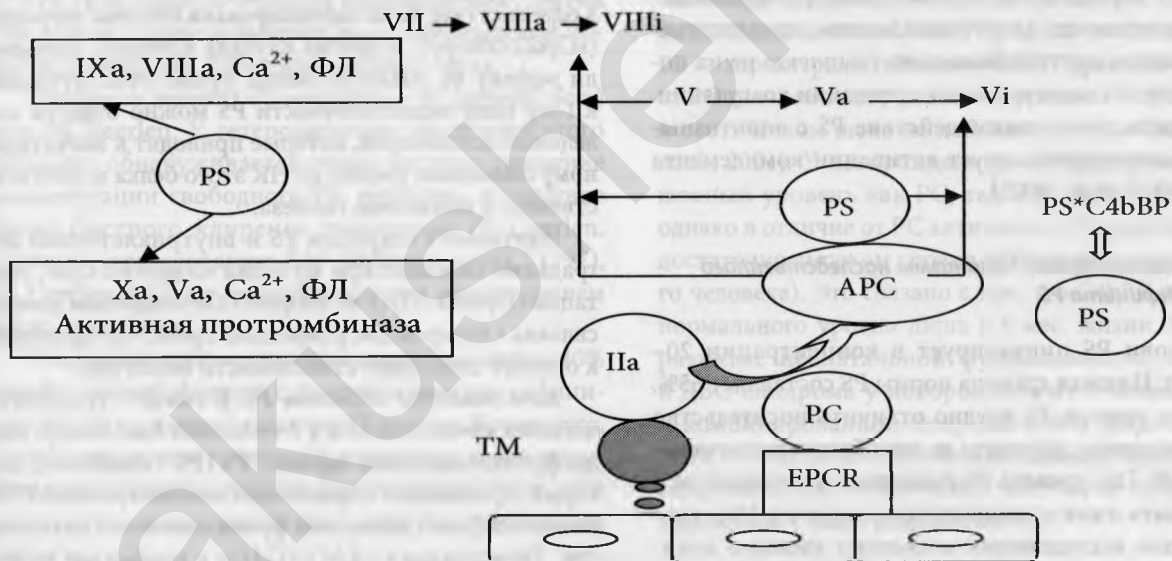 VII → VIIIa → VIIIi
IXa, VIIIa, Ca²⁺, ФЛ
V → Va → Vi
PS
PS
PS*C4bBP
Xa, Va, Ca²⁺, ФЛ
Активная протромбиназа
APC
PS
IIa
PC
TM
EPCR
akusher